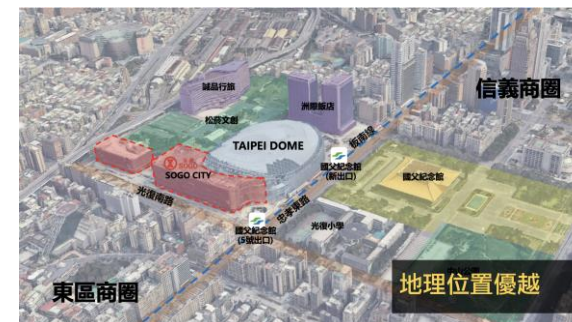 信義商圈
誠品行旅
洲際飯店
松菸文創
板南線
TAIPEI DOME
國父紀念館
(新出口)
國父紀念館
SOGO CITY
光復南路
忠孝東路
國父紀念館
(5號出口)
光復小學
東區商圈
地理位置優越